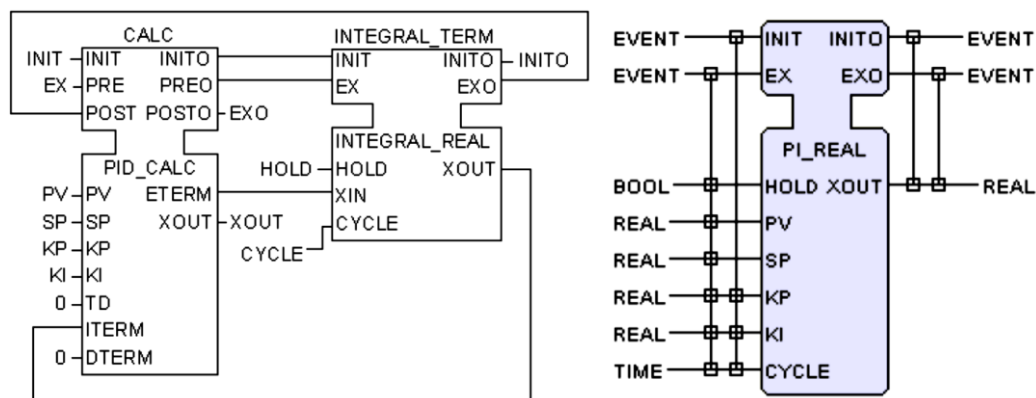 CALC
INTEGRAL_TERM
INIT INIT INITO INIT INITO INITO
EX PRE PREO EX EXO
POST POSTO EXO
PID_CALC
INTEGRAL_REAL
HOLD HOLD XOUT
PV PV ETERM XIN
SP SP XOUT XOUT CYCLE
CYCLE
KP KP
KI KI
0 TD
ITERM
0 DTERM
EVENT INIT INITO EVENT
EVENT EX EXO EVENT
PI_REAL
BOOL HOLD XOUT REAL
REAL PV
REAL SP
REAL KP
REAL KI
TIME CYCLE